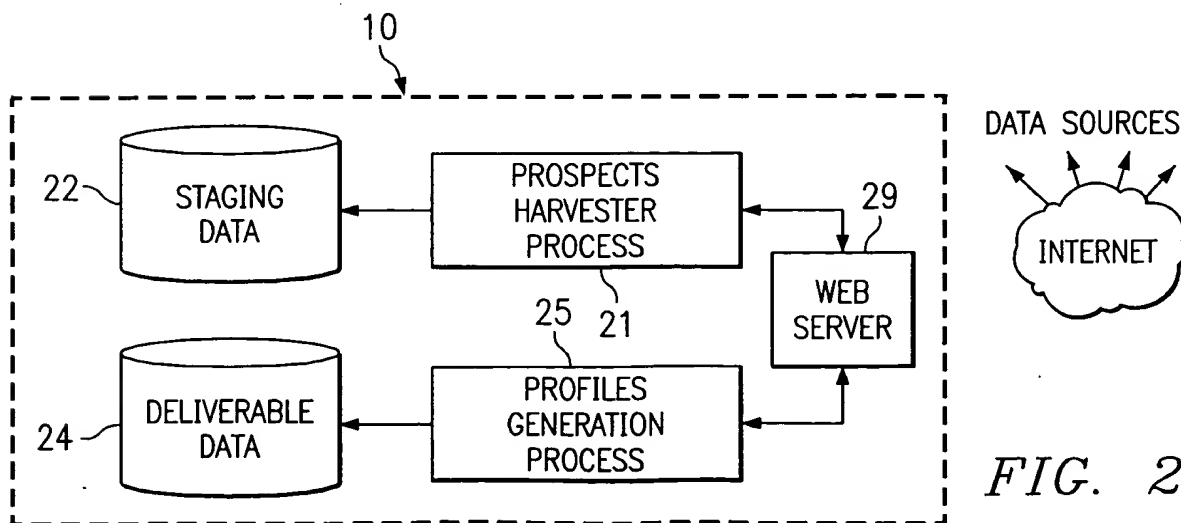 10
DATA SOURCES
22
STAGING
DATA
PROSPECTS
HARVESTER
PROCESS
21
29
WEB
SERVER
INTERNET
25
24
DELIVERABLE
DATA
PROFILES
GENERATION
PROCESS
FIG. 2